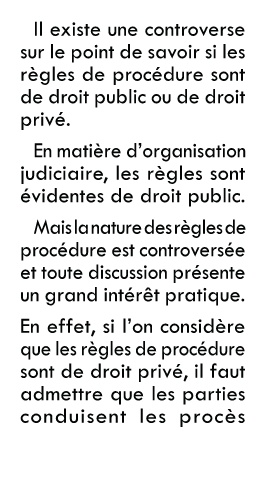 Il existe une controverse
sur le point de savoir si les
règles de procédure sont
de droit public ou de droit
privé.
En matière d'organisation
judiciaire, les règles sont
évidentes de droit public.
Mais la nature des règles de
procédure est controversée
et toute discussion présente
un grand intérêt pratique.
En effet, si l'on considère
que les règles de procédure
sont de droit privé, il faut
admettre que les parties
conduisent les procès